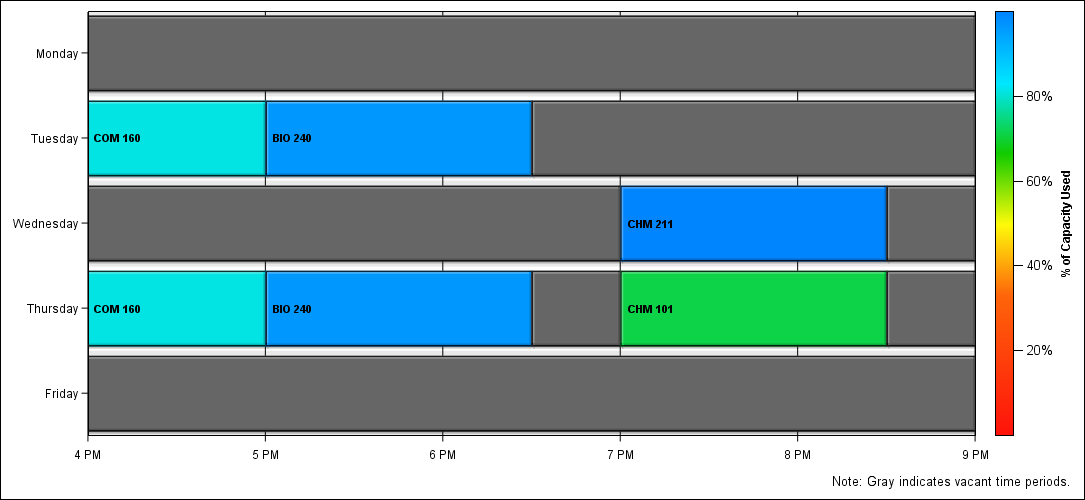 Monday
Tuesday
COM 160
BIO 240
Wednesday
CHM 211
Thursday
COM 160
BIO 240
CHM 101
Friday
4 PM
5 PM
6 PM
7 PM
8 PM
9 PM
80%
60%
40%
20%
% of Capacity Used
Note: Gray indicates vacant time periods.